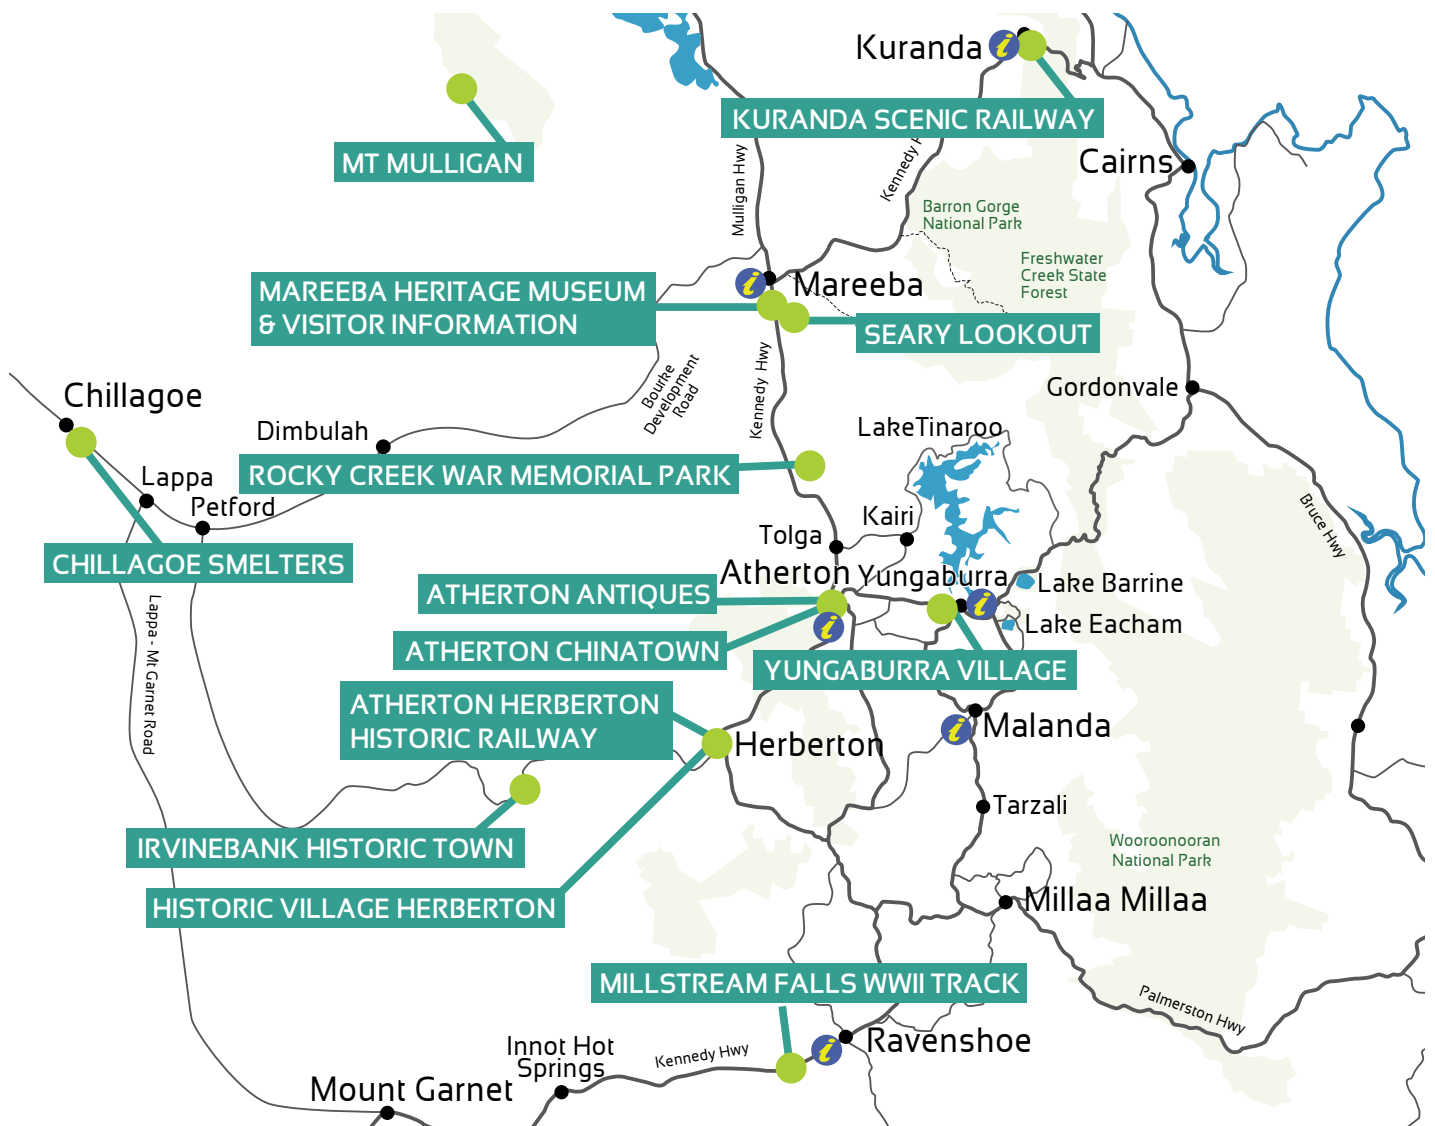 Kuranda
i
KURANDA SCENIC RAILWAY
MT MULLIGAN
Cairns
Mulligan Hwy
Kennedy H
Barron Gorge
National Park
Freshwater
Creek State
Forest
i
Mareeba
MAREEBA HERITAGE MUSEUM
& VISITOR INFORMATION
SEARY LOOKOUT
Kennedy Hwy
Bourke
Development
Road
Gordonvale
Chillagoe
Dimbulah
LakeTinaroo
ROCKY CREEK WAR MEMORIAL PARK
Lappa
Petford
Kairi
Tolga
Bruce Hwy
CHILLAGOE SMELTERS
Atherton
Yungaburra
i
Lake Barrine
ATHERTON ANTIQUES
i
Lake Eacham
ATHERTON CHINATOWN
YUNGABURRA VILLAGE
Lappa - Mt Garnet Road
ATHERTON HERBERTON
HISTORIC RAILWAY
i
Malanda
Herberton
Tarzali
IRVINEBANK HISTORIC TOWN
Wooroonooran
National Park
HISTORIC VILLAGE HERBERTON
Millaa Millaa
MILLSTREAM FALLS WWII TRACK
Palmerston Hwy
i
Ravenshoe
Innot Hot
Springs
Kennedy Hwy
Mount Garnet